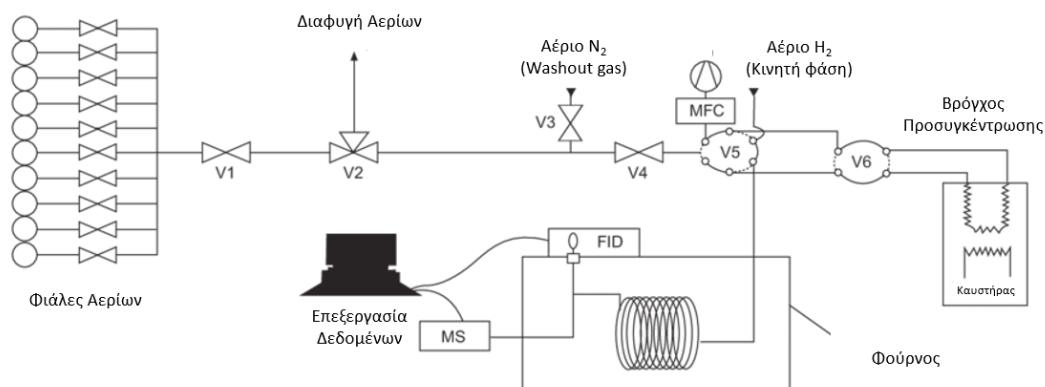 Διαφυγή Αερίων
Αέριο N₂
(Washout gas)
Αέριο H₂
(Κινητή φάση)
MFC
Βρόγχος
Προσυγκέντρωσης
V3
V5
V6
V1
V2
V4
FID
Φιάλες Αερίων
Επεξεργασία
Δεδομένων
MS
Καυστήρας
Φούρνος